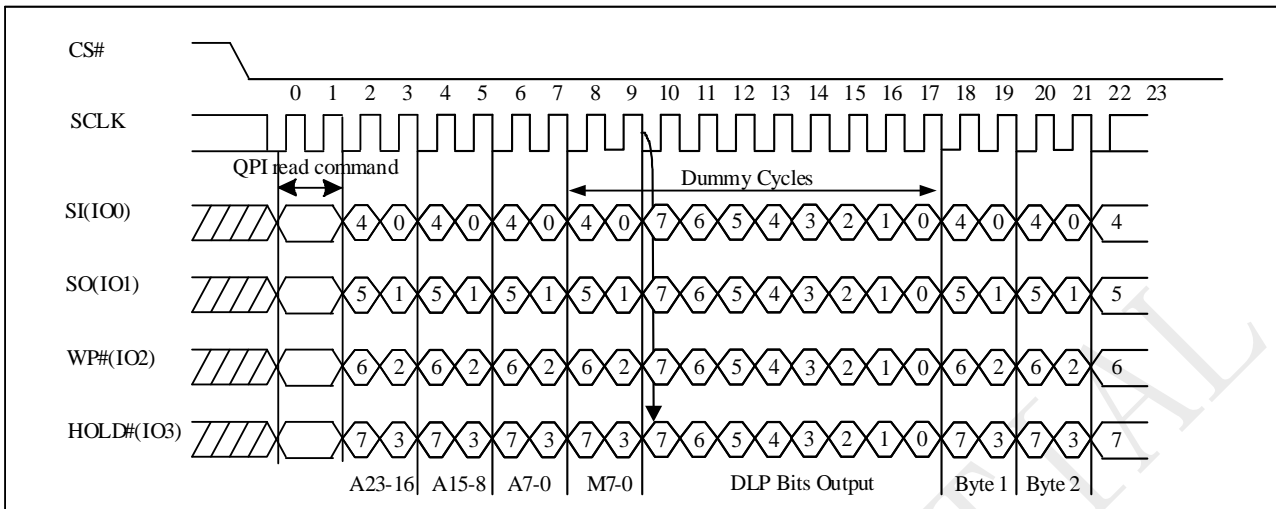 CS#
0 1 2 3 4 5 6 7 8 9 10 11 12 13 14 15 16 17 18 19 20 21 22 23
SCLK
QPI read command
Dummy Cycles
SI(IO0) 4 0 4 0 4 0 4 0 7 6 5 4 3 2 1 0 4 0 4 0 4
SO(IO1) 5 1 5 1 5 1 5 1 7 6 5 4 3 2 1 0 5 1 5 1 5
WP#(IO2) 6 2 6 2 6 2 6 2 7 6 5 4 3 2 1 0 6 2 6 2 6
HOLD#(IO3) 7 3 7 3 7 3 7 3 7 6 5 4 3 2 1 0 7 3 7 3 7
A23-16 A15-8 A7-0 M7-0 DLP Bits Output Byte 1 Byte 2